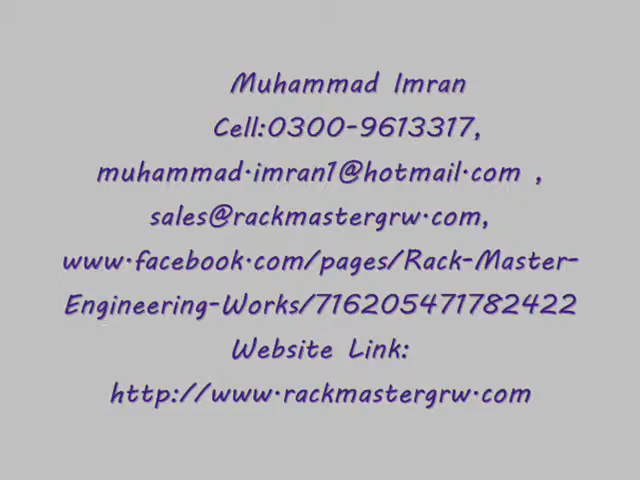 Muhammad Imran
Cell:0300-9613317,
muhammad.imran1@hotmail.com ,
sales@rackmastergrw.com,
www.facebook.com/pages/Rack-Master-
Engineering-Works/716205471782422
Website Link:
http://www.rackmastergrw.com